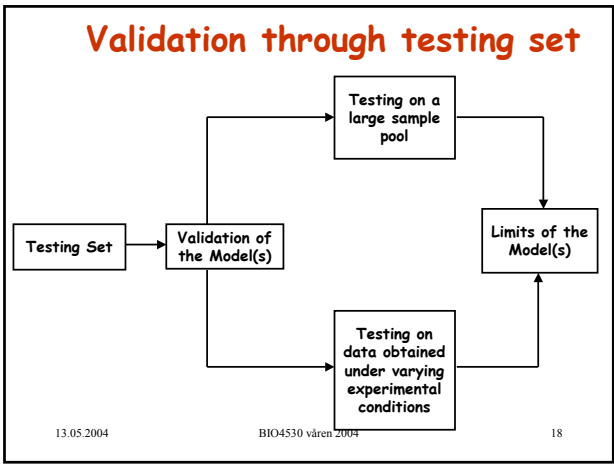 Validation through testing set
Testing on a
large sample
pool
Testing Set
Validation of
the Model(s)
Limits of the
Model(s)
Testing on
data obtained
under varying
experimental
conditions
13.05.2004
BIO4530 våren 2004
18